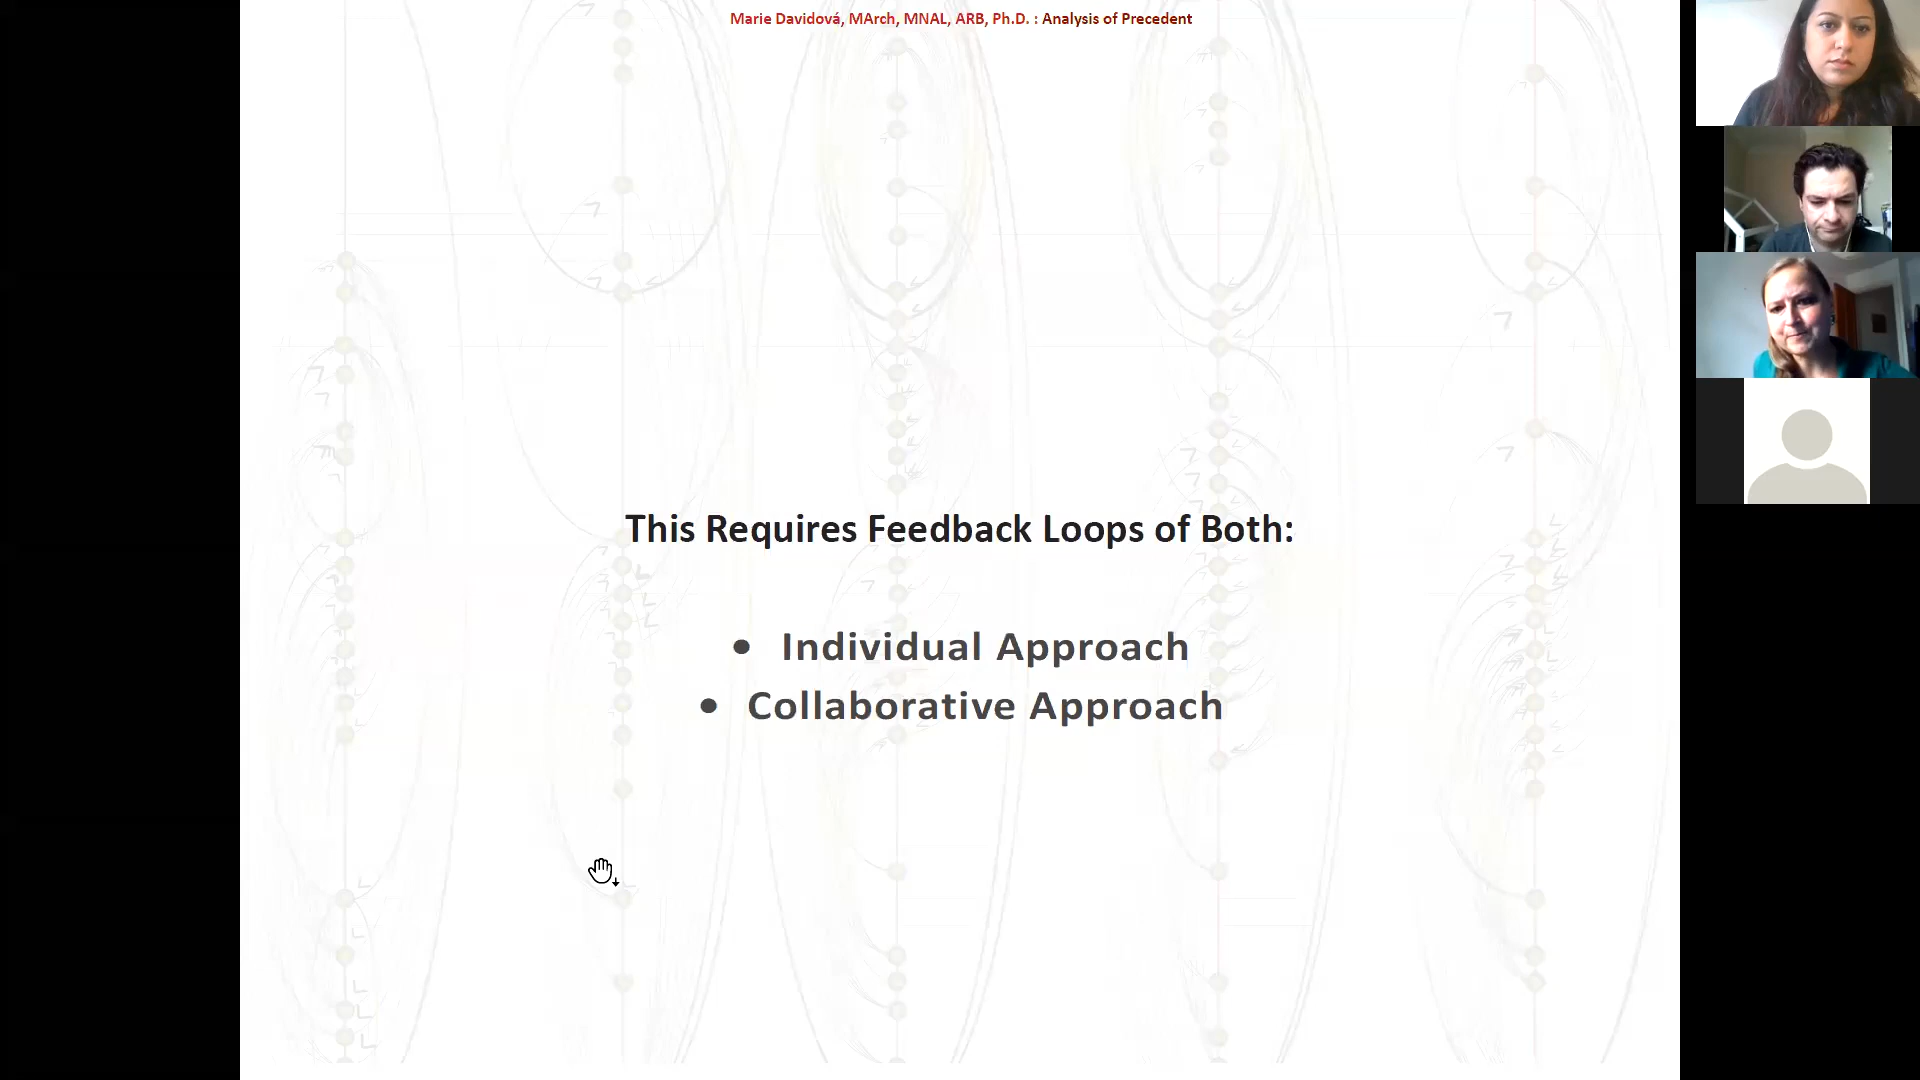 Marie Davidová, MArch, MNAL, ARB, Ph.D. : Analysis of Precedent
This Requires Feedback Loops of Both:
• Individual Approach
• Collaborative Approach